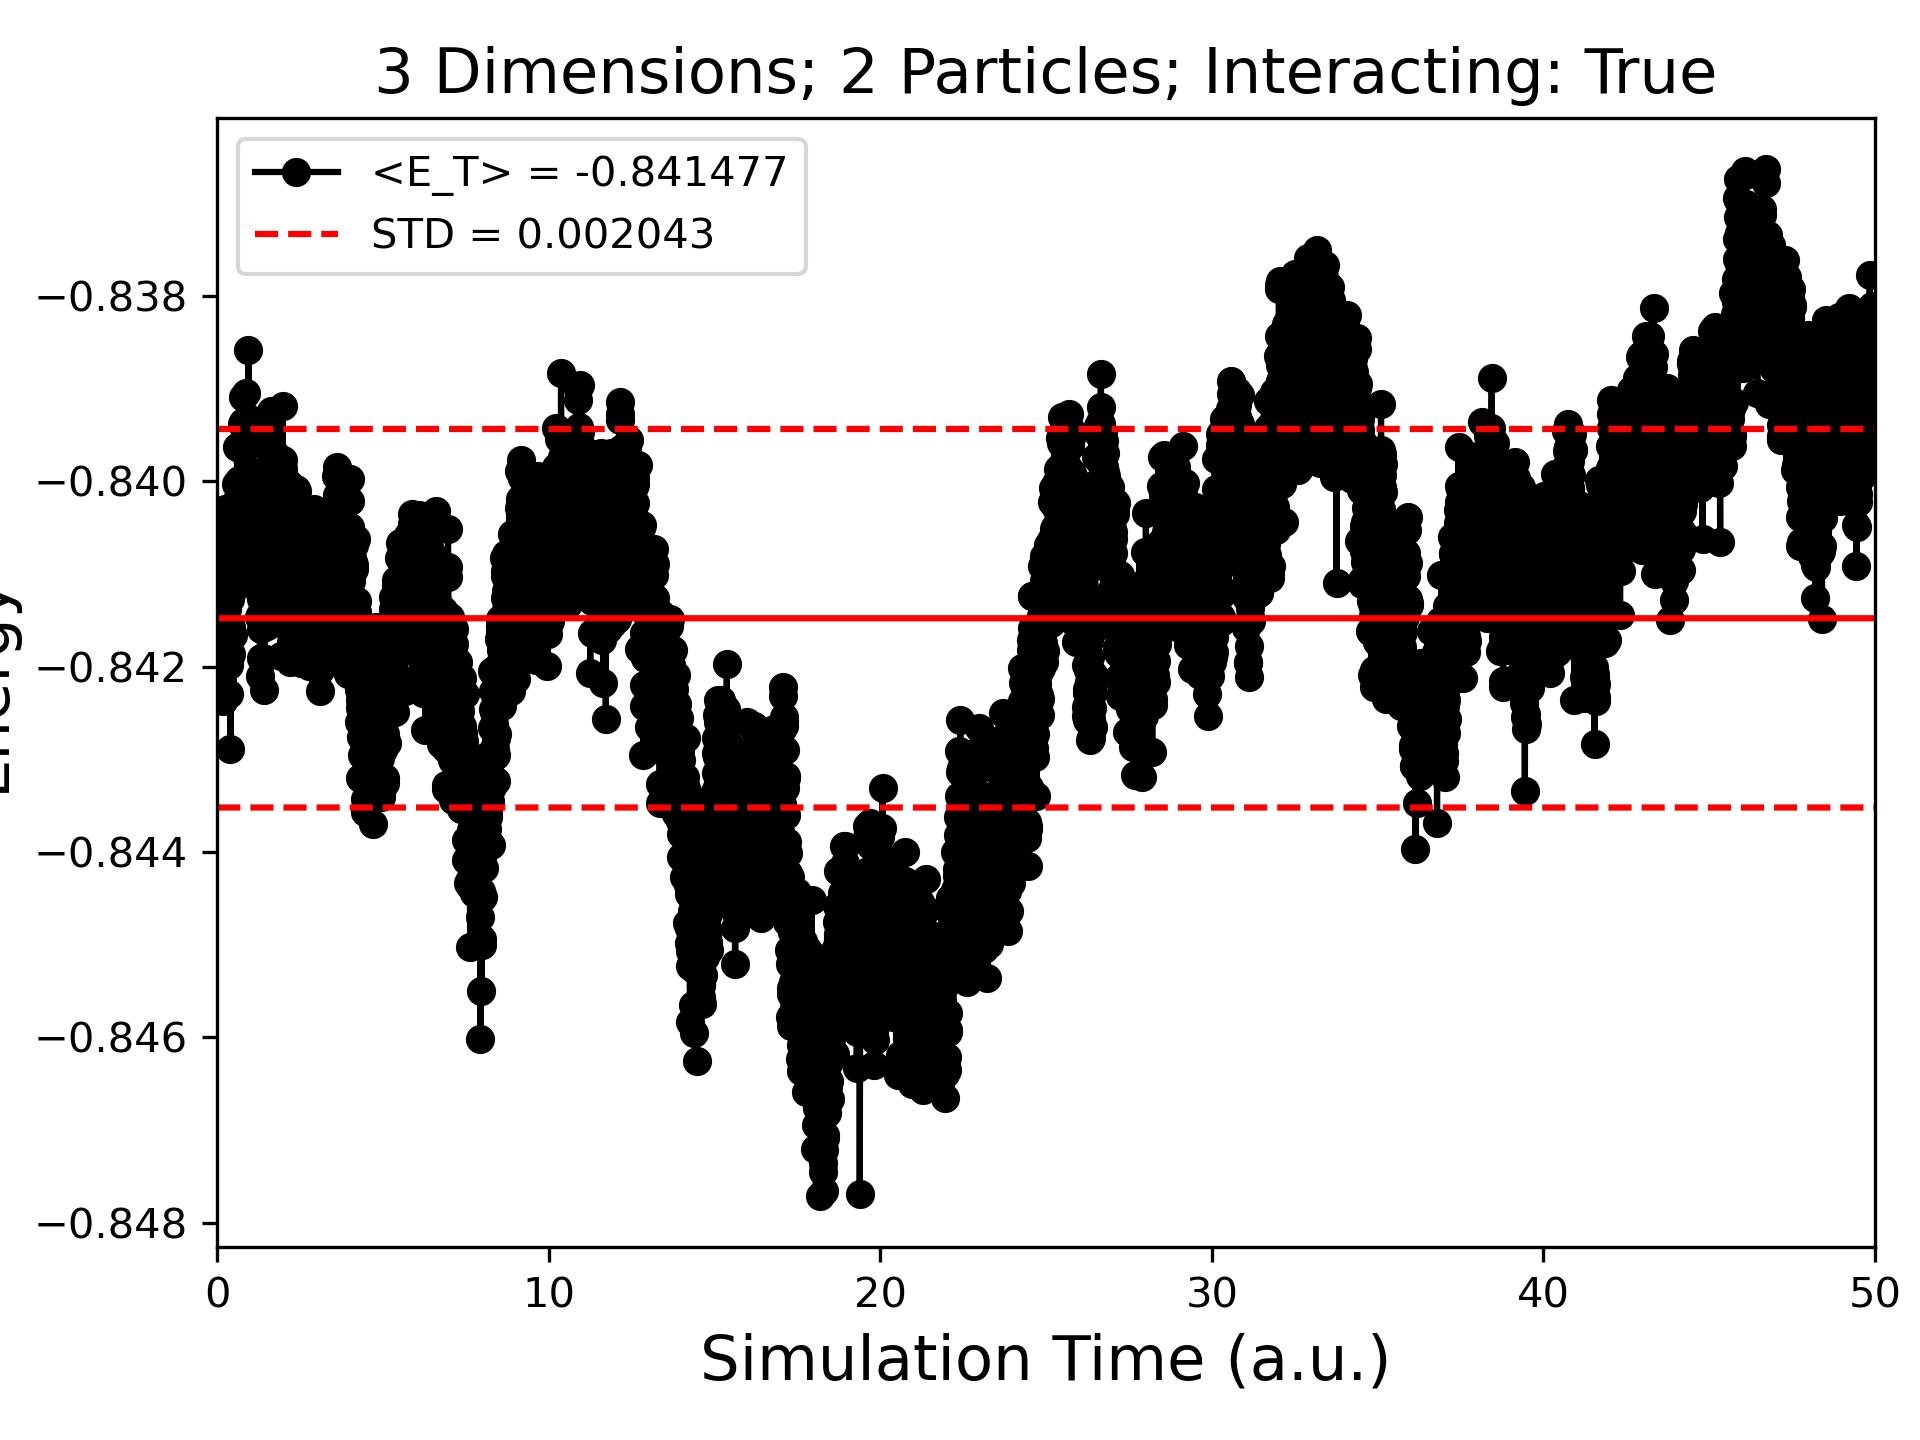 3 Dimensions; 2 Particles; Interacting: True
<E_T> = -0.841477
STD = 0.002043
−0.838
−0.840
−0.842
−0.844
−0.846
−0.848
Energy
0 10 20 30 40 50
Simulation Time (a.u.)